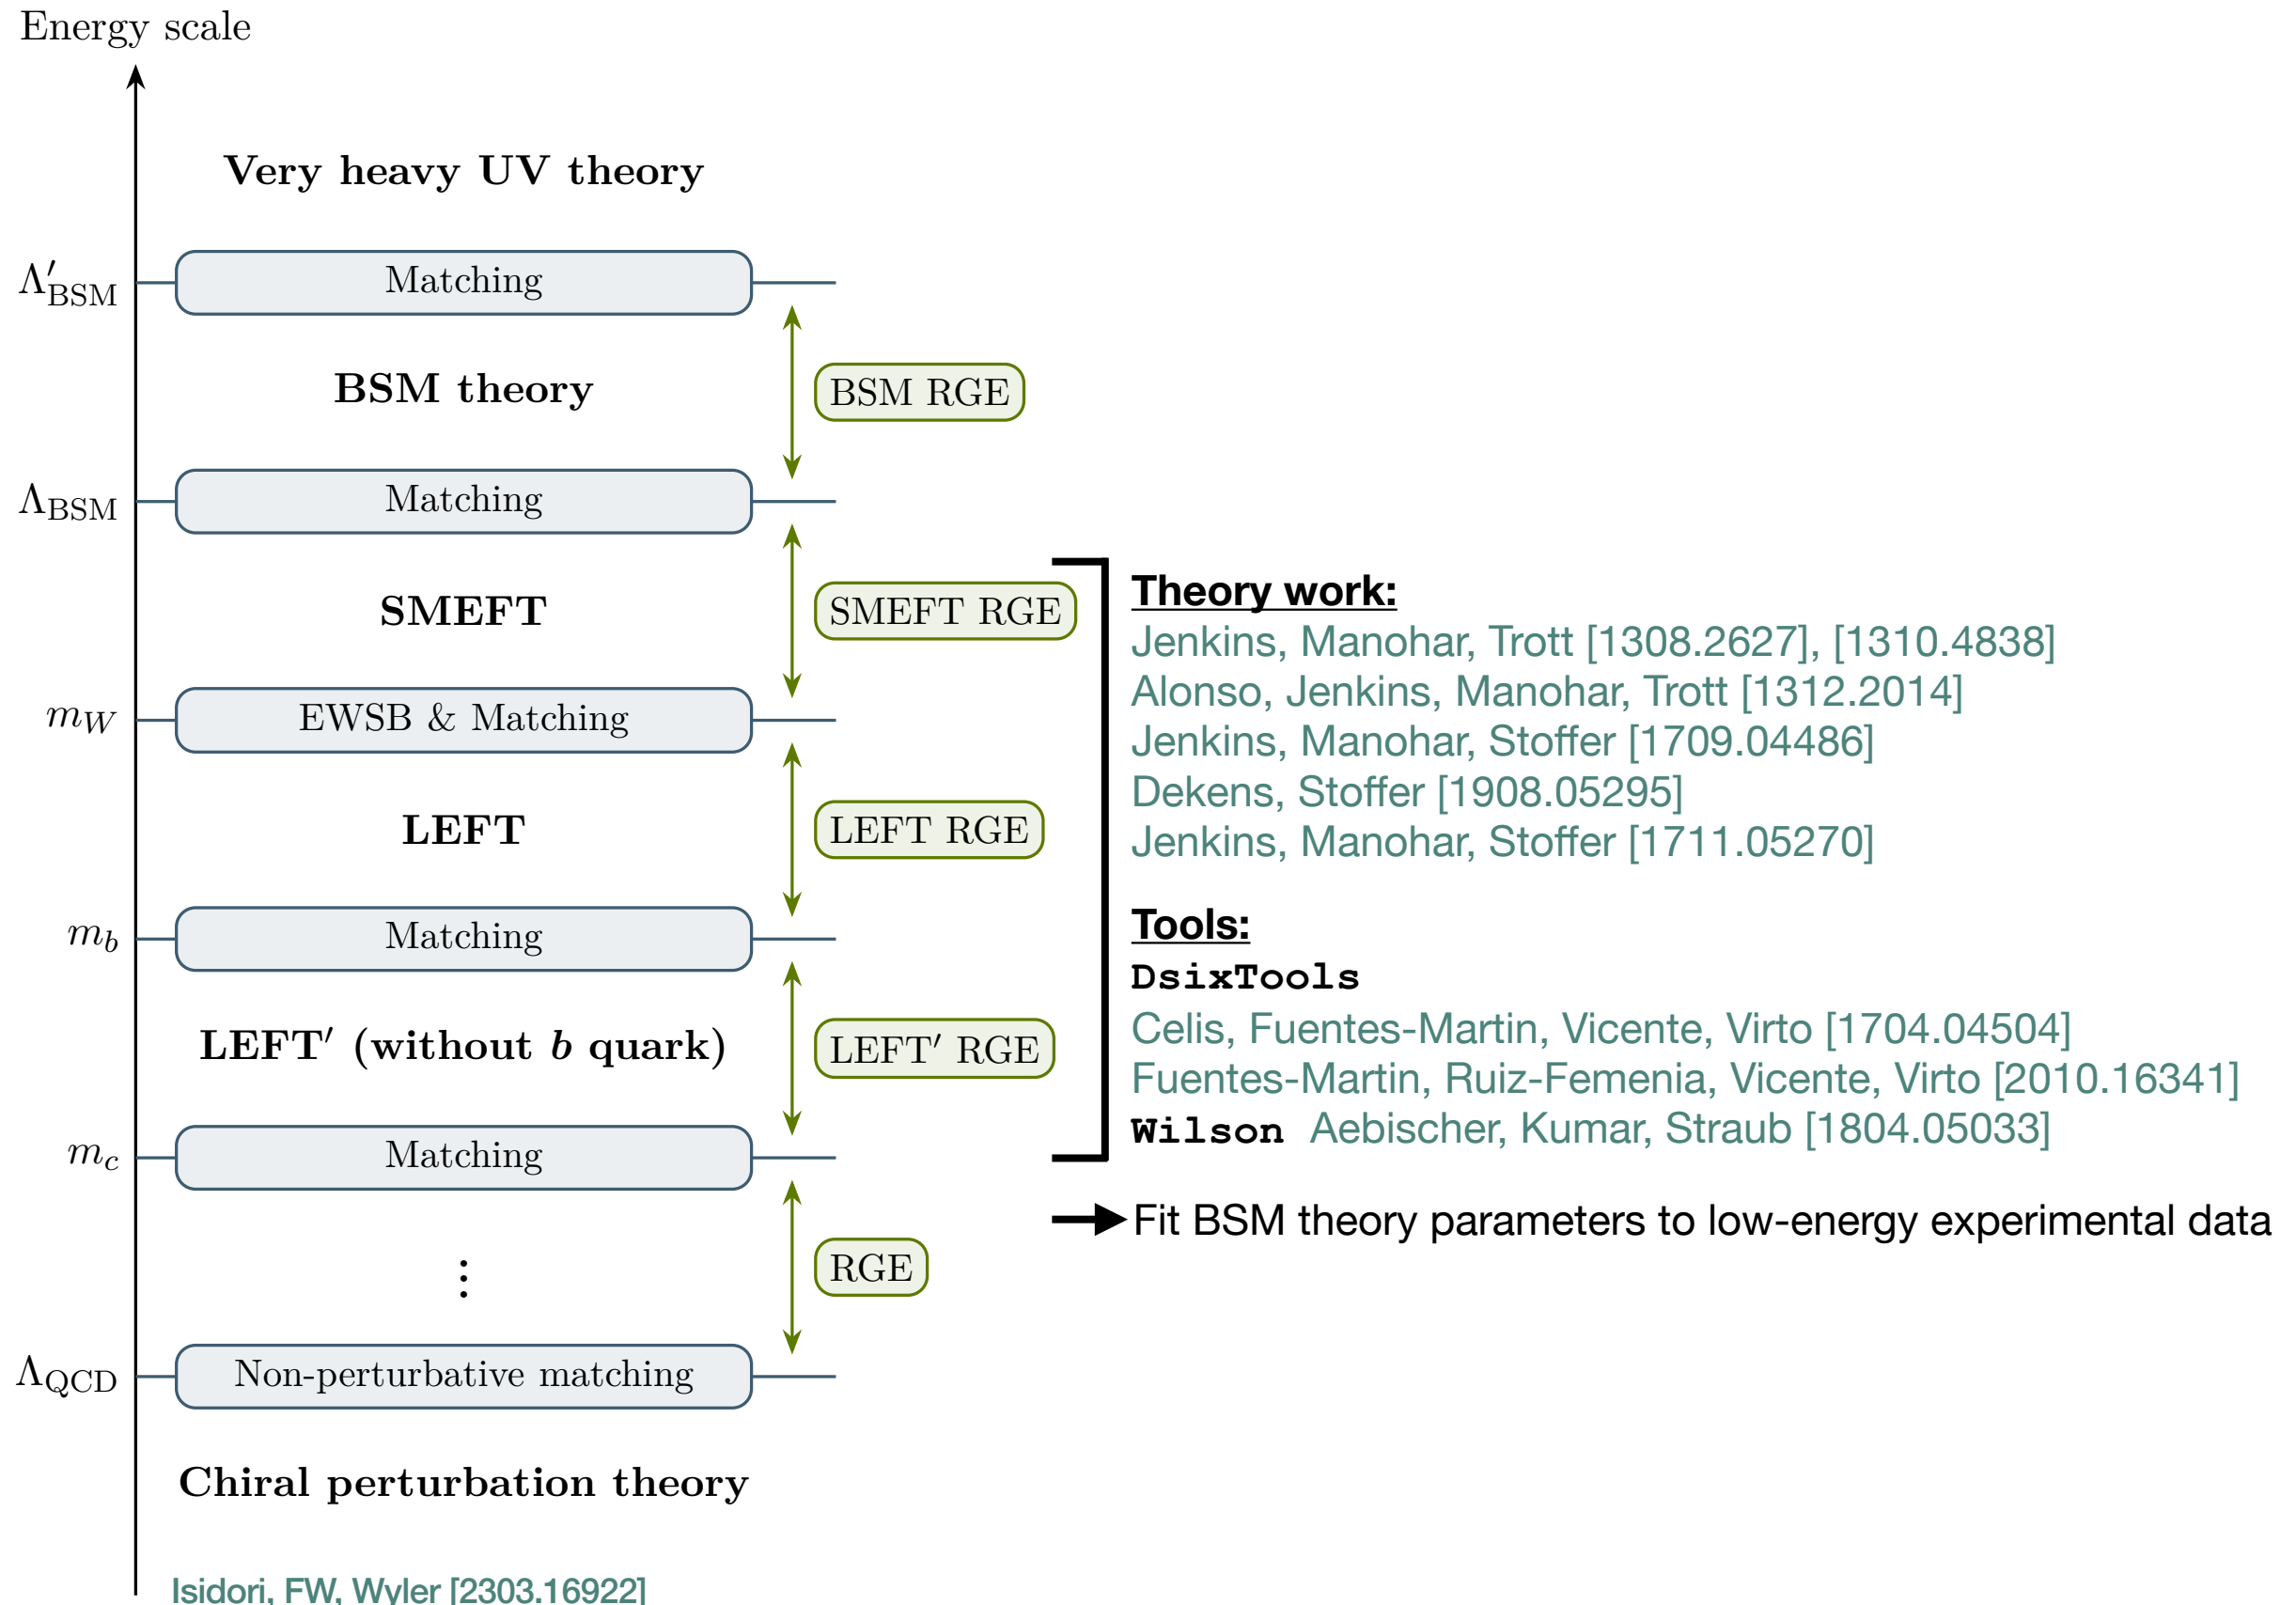 Energy scale
Very heavy UV theory
Λ′BSM
Matching
BSM theory
BSM RGE
ΛBSM
Matching
SMEFT
SMEFT RGE
mW
EWSB & Matching
LEFT
LEFT RGE
mb
Matching
LEFT′ (without b quark)
LEFT′ RGE
mc
Matching
⋮
RGE
ΛQCD
Non-perturbative matching
Chiral perturbation theory
Isidori, FW, Wyler [2303.16922]
Theory work:
Jenkins, Manohar, Trott [1308.2627], [1310.4838]
Alonso, Jenkins, Manohar, Trott [1312.2014]
Jenkins, Manohar, Stoffer [1709.04486]
Dekens, Stoffer [1908.05295]
Jenkins, Manohar, Stoffer [1711.05270]
Tools:
DsixTools
Celis, Fuentes-Martin, Vicente, Virto [1704.04504]
Fuentes-Martin, Ruiz-Femenia, Vicente, Virto [2010.16341]
Wilson Aebischer, Kumar, Straub [1804.05033]
Fit BSM theory parameters to low-energy experimental data